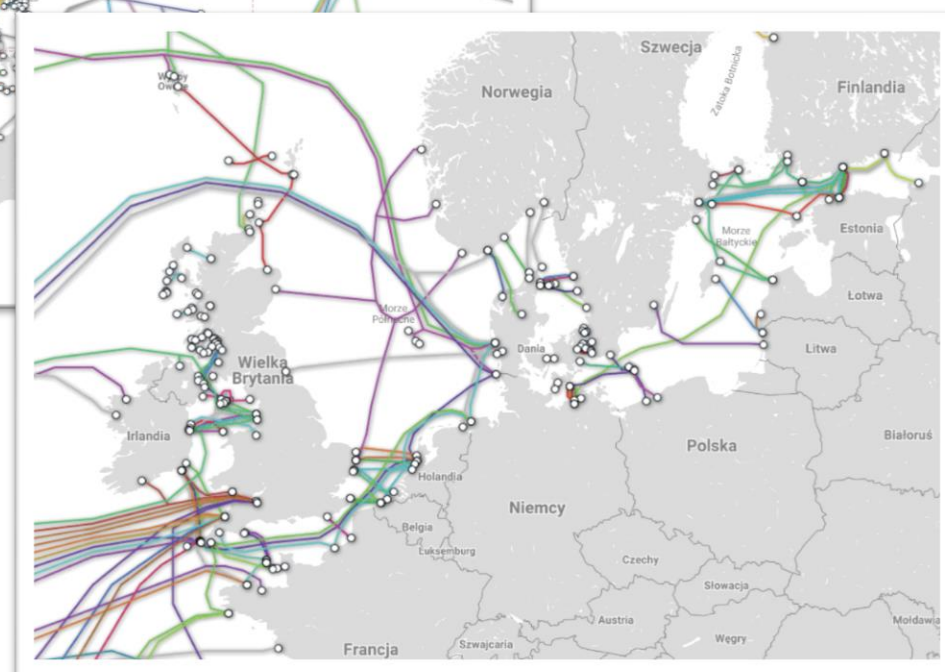 Szwecja
Norwegia
Finlandia
Zatoka Botnicka
Estonia
Morze
Bałtyckie
Łotwa
Morze
Północne
Litwa
Dania
Wielka
Brytania
Irlandia
Białoruś
Polska
Holandia
Niemcy
Belgia
Luksemburg
Czechy
Słowacja
Austria
Mołdawia
Węgry
Szwajcaria
Francja